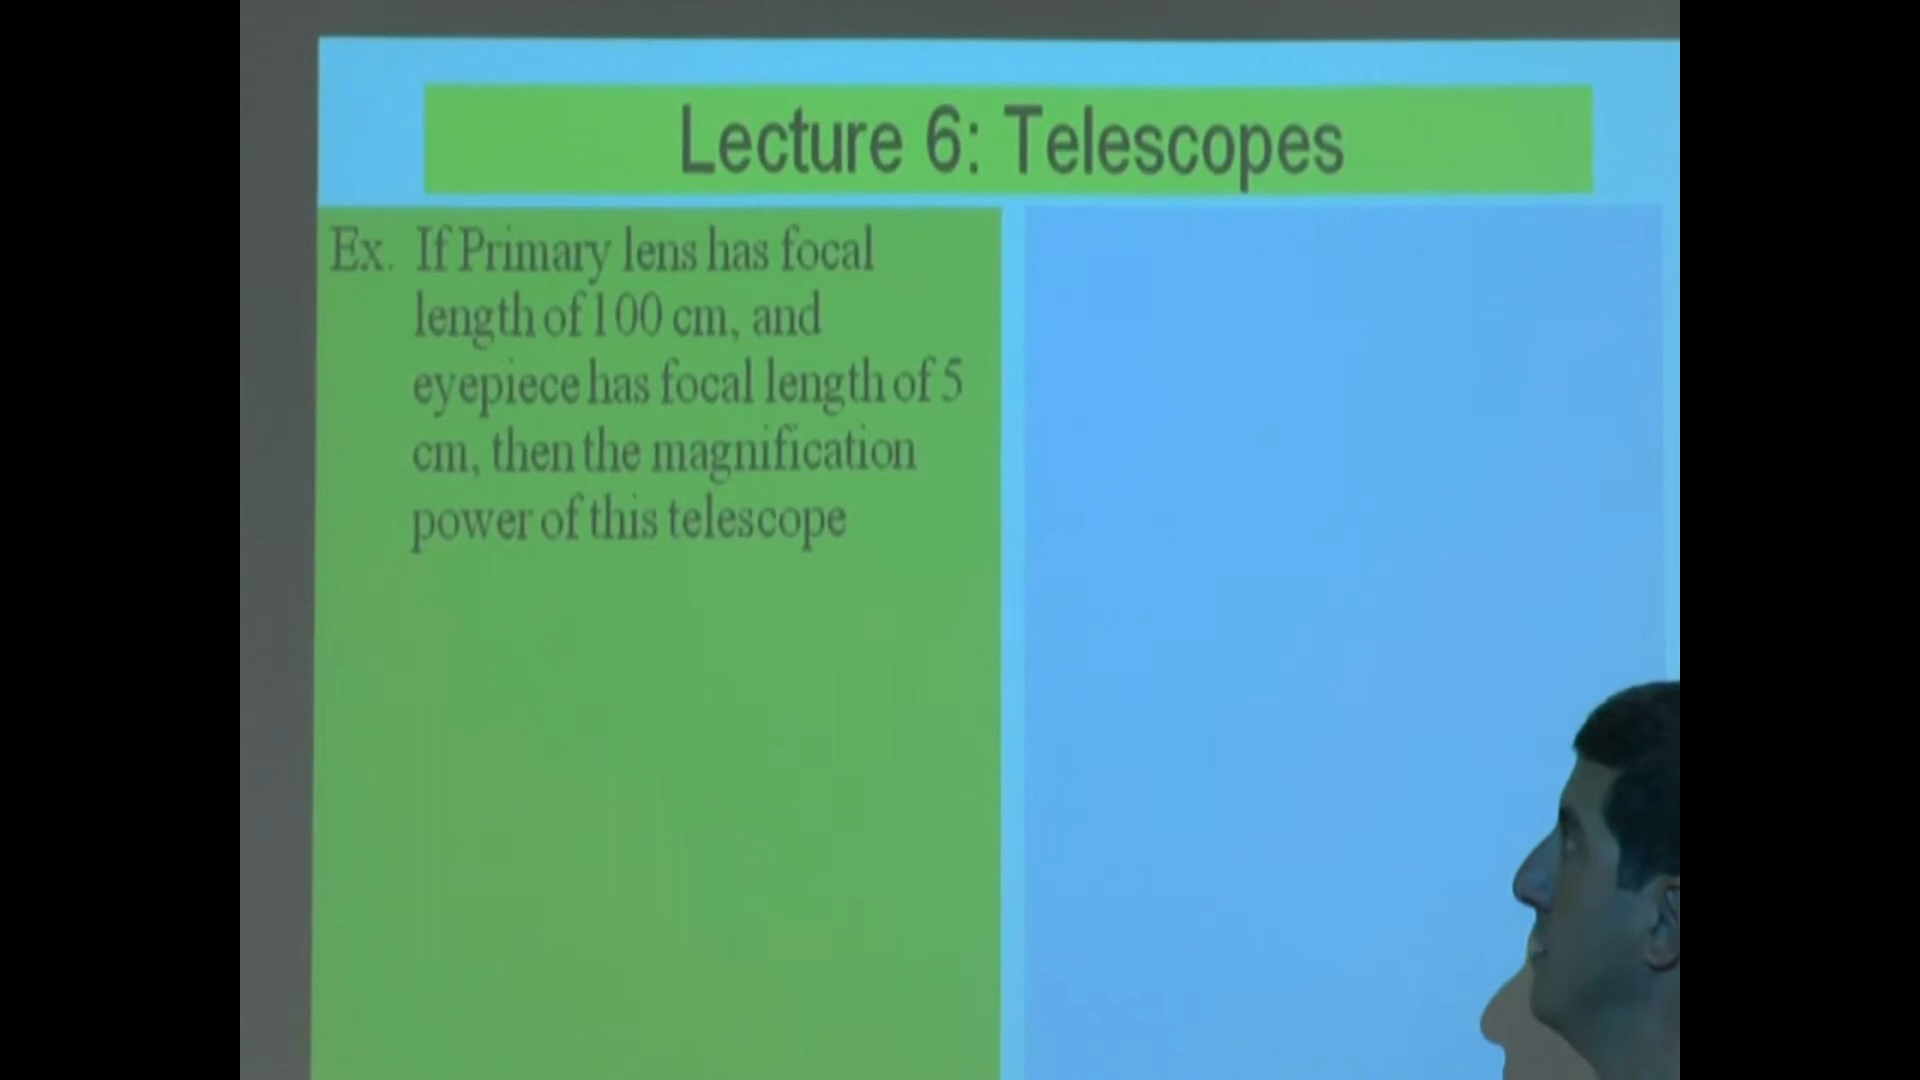 Lecture 6: Telescopes
Ex. If Primary lens has focal
length of 100 cm, and
eyepiece has focal length of 5
cm, then the magnification
power of this telescope